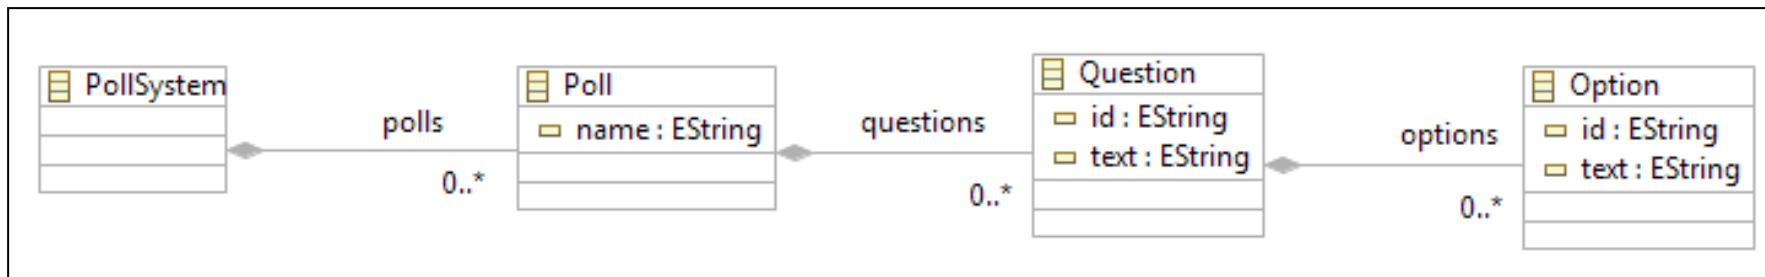 PollSystem
polls
0..*
Poll
name : EString
questions
0..*
Question
id : EString
text : EString
options
0..*
Option
id : EString
text : EString